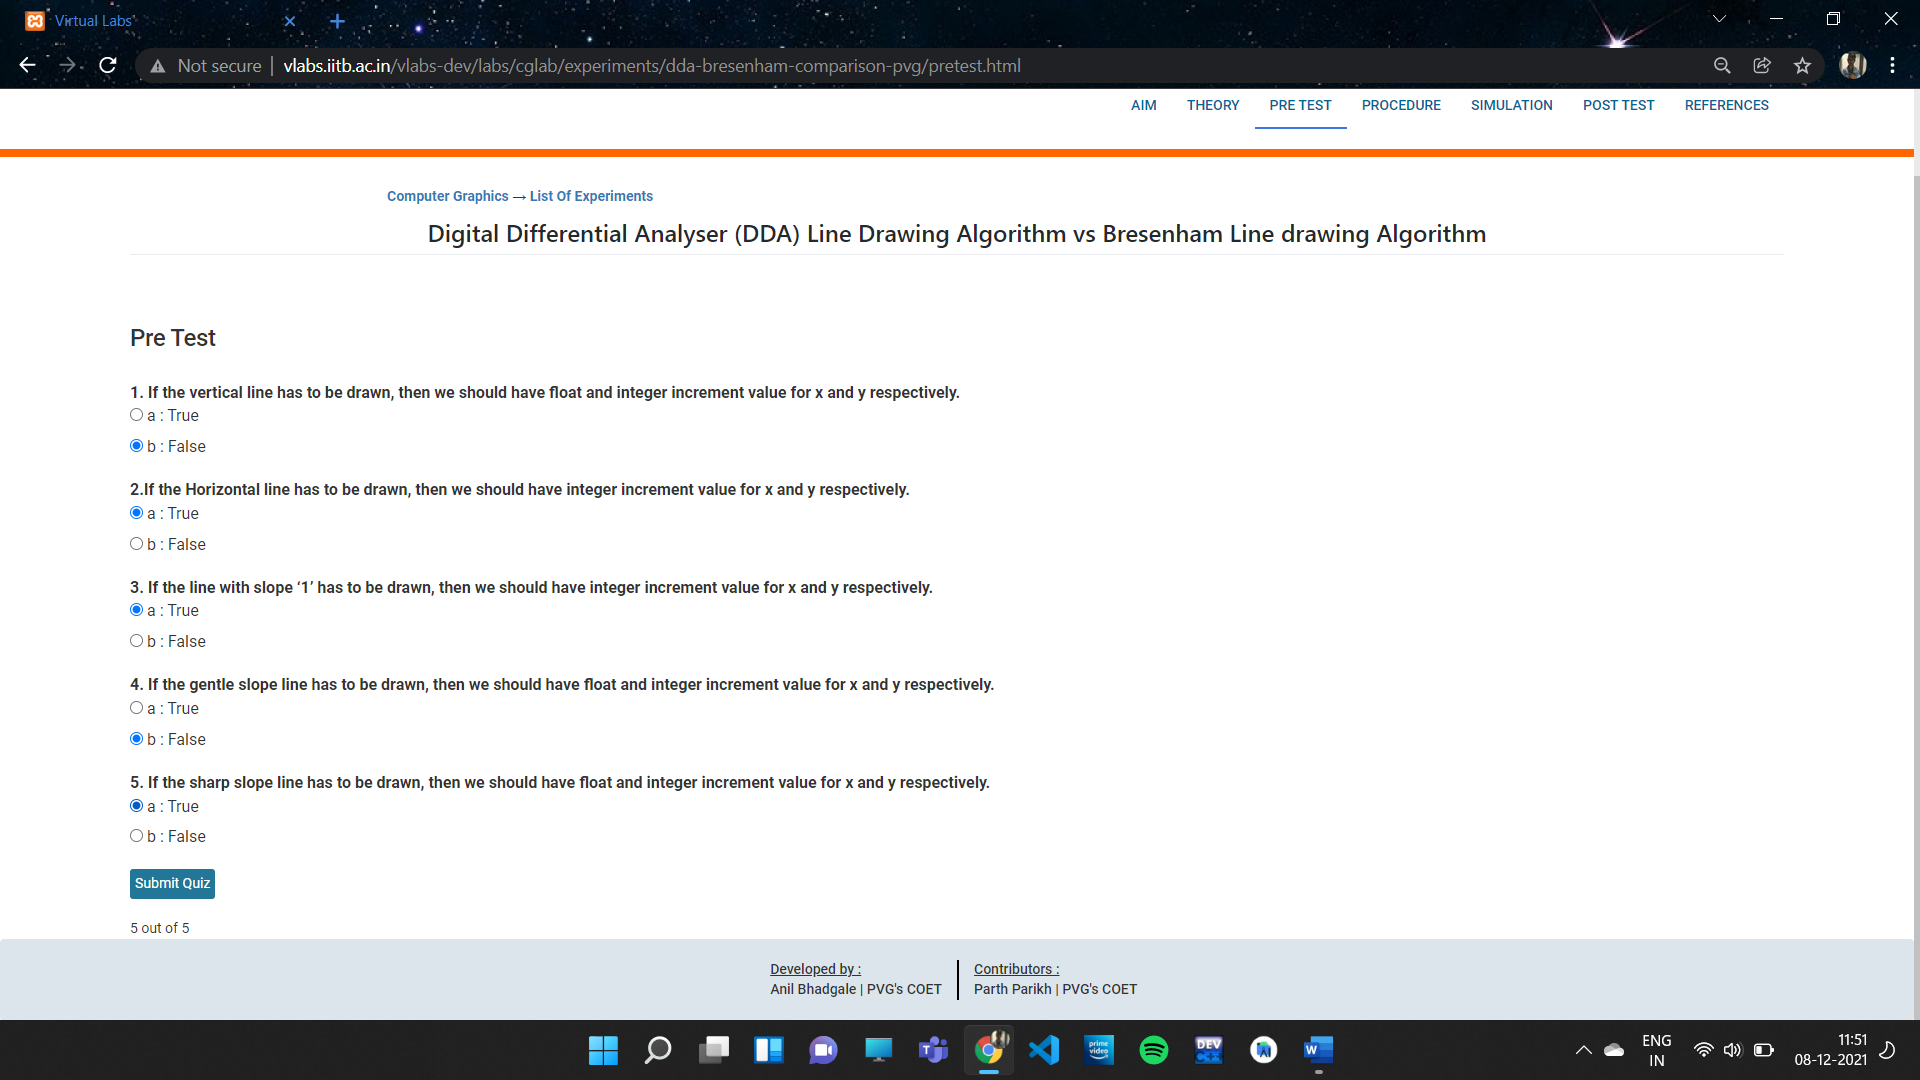 Virtual Labs
Not secure | vlabs.iitb.ac.in/vlabs-dev/labs/cglab/experiments/dda-bresenham-comparison-pvg/pretest.html
AIM THEORY PRE TEST PROCEDURE SIMULATION POST TEST REFERENCES
Computer Graphics → List Of Experiments
Digital Differential Analyser (DDA) Line Drawing Algorithm vs Bresenham Line drawing Algorithm
Pre Test
1. If the vertical line has to be drawn, then we should have float and integer increment value for x and y respectively.
a : True
b : False
2.If the Horizontal line has to be drawn, then we should have integer increment value for x and y respectively.
a : True
b : False
3. If the line with slope ‘1’ has to be drawn, then we should have integer increment value for x and y respectively.
a : True
b : False
4. If the gentle slope line has to be drawn, then we should have float and integer increment value for x and y respectively.
a : True
b : False
5. If the sharp slope line has to be drawn, then we should have float and integer increment value for x and y respectively.
a : True
b : False
Submit Quiz
5 out of 5
Developed by :
Anil Bhadgale | PVG's COET
Contributors :
Parth Parikh | PVG's COET
prime video
DEV C++
W
ENG
IN
11:51
08-12-2021